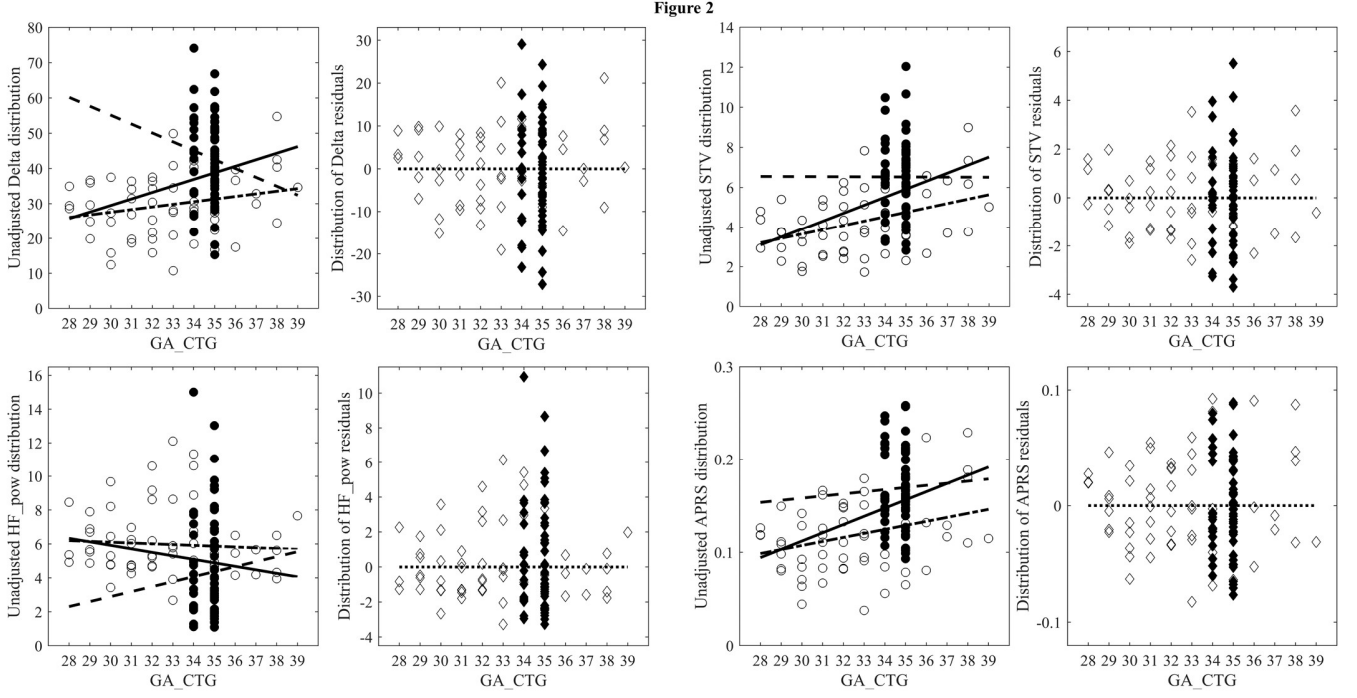 Figure 2
Unadjusted Delta distribution
80
70
60
50
40
30
20
10
0
28 29 30 31 32 33 34 35 36 37 38 39
GA_CTG
Distribution of Delta residuals
30
20
10
0
-10
-20
-30
28 29 30 31 32 33 34 35 36 37 38 39
GA_CTG
Unadjusted STV distribution
14
12
10
8
6
4
2
0
28 29 30 31 32 33 34 35 36 37 38 39
GA_CTG
Distribution of STV residuals
6
4
2
0
-2
-4
28 29 30 31 32 33 34 35 36 37 38 39
GA_CTG
Unadjusted HF_pow distribution
16
14
12
10
8
6
4
2
0
28 29 30 31 32 33 34 35 36 37 38 39
GA_CTG
Distribution of HF_pow residuals
10
8
6
4
2
0
-2
-4
28 29 30 31 32 33 34 35 36 37 38 39
GA_CTG
Unadjusted APRS distribution
0.3
0.2
0.1
0
28 29 30 31 32 33 34 35 36 37 38 39
GA_CTG
Distribution of APRS residuals
0.1
0
-0.1
28 29 30 31 32 33 34 35 36 37 38 39
GA_CTG